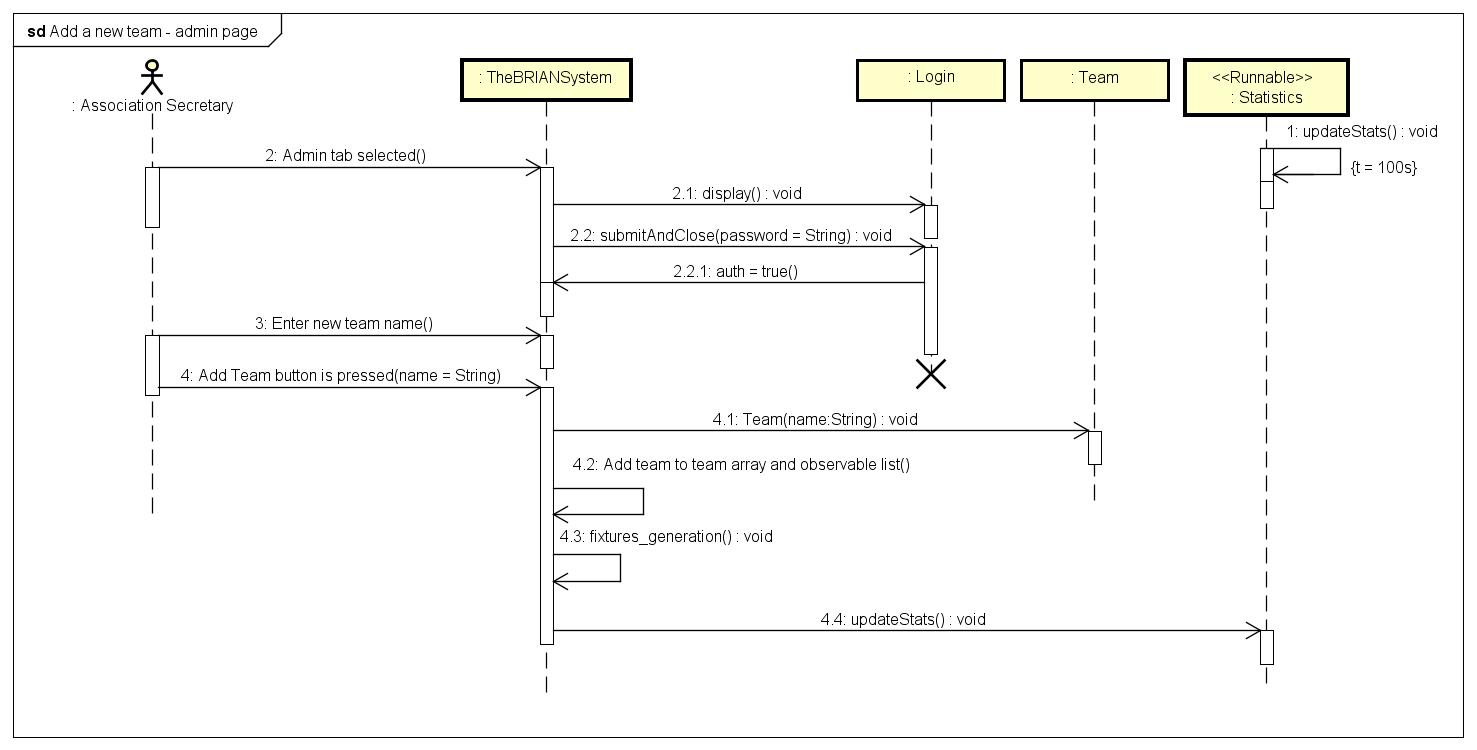 sd Add a new team - admin page
: Association Secretary
: TheBRIANSystem
: Login
: Team
<<Runnable>>
: Statistics
1: updateStats() : void
{t = 100s}
2: Admin tab selected()
2.1: display() : void
2.2: submitAndClose(password = String) : void
2.2.1: auth = true()
3: Enter new team name()
4: Add Team button is pressed(name = String)
4.1: Team(name:String) : void
4.2: Add team to team array and observable list()
4.3: fixtures_generation() : void
4.4: updateStats() : void